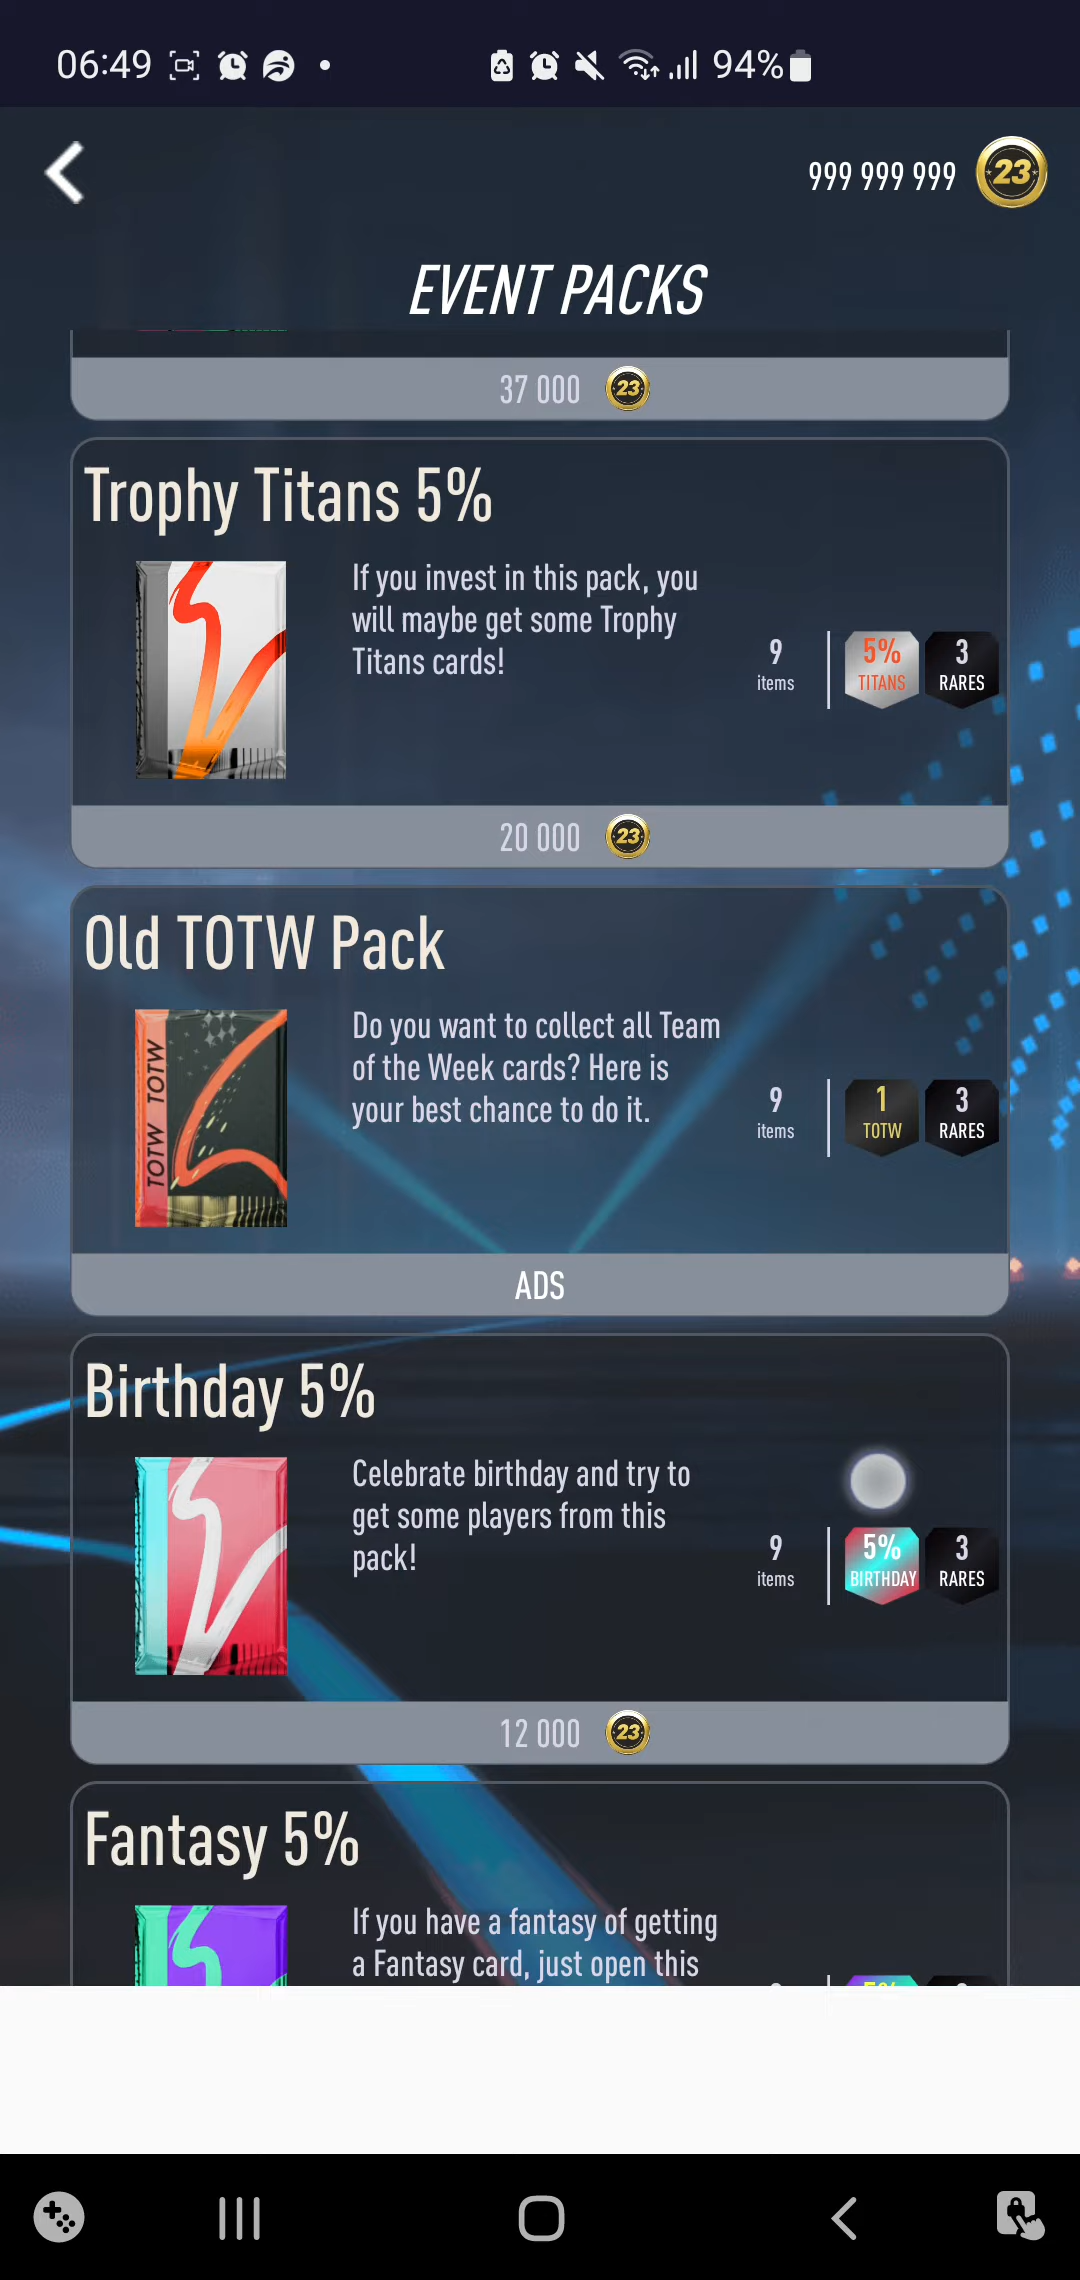 06:49
94%
999 999 999
23
EVENT PACKS
37 000 23
Trophy Titans 5%
If you invest in this pack, you
will maybe get some Trophy
Titans cards!
9
items
5%
TITANS
3
RARES
20 000 23
Old TOTW Pack
TOTW TOTW
Do you want to collect all Team
of the Week cards? Here is
your best chance to do it.
9
items
1
TOTW
3
RARES
ADS
Birthday 5%
Celebrate birthday and try to
get some players from this
pack!
9
items
5%
BIRTHDAY
3
RARES
12 000 23
Fantasy 5%
If you have a fantasy of getting
a Fantasy card, just open this